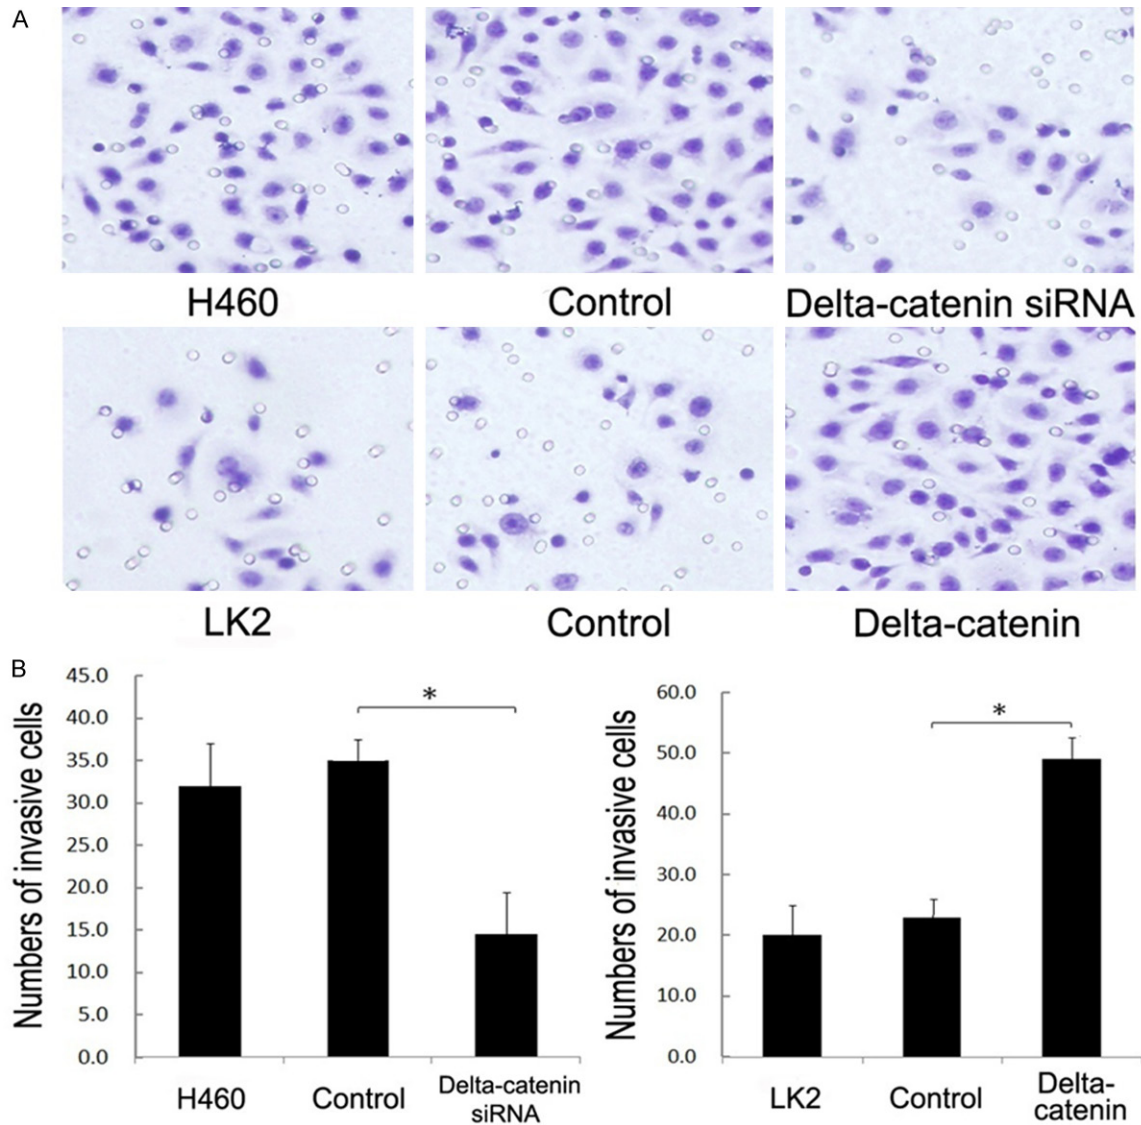 A
H460
Control
Delta-catenin siRNA
LK2
Control
Delta-catenin
B
Numbers of invasive cells
45.0
40.0
35.0
30.0
25.0
20.0
15.0
10.0
5.0
0.0
*
H460
Control
Delta-catenin
siRNA
Numbers of invasive cells
60.0
50.0
40.0
30.0
20.0
10.0
0.0
*
LK2
Control
Delta-
catenin